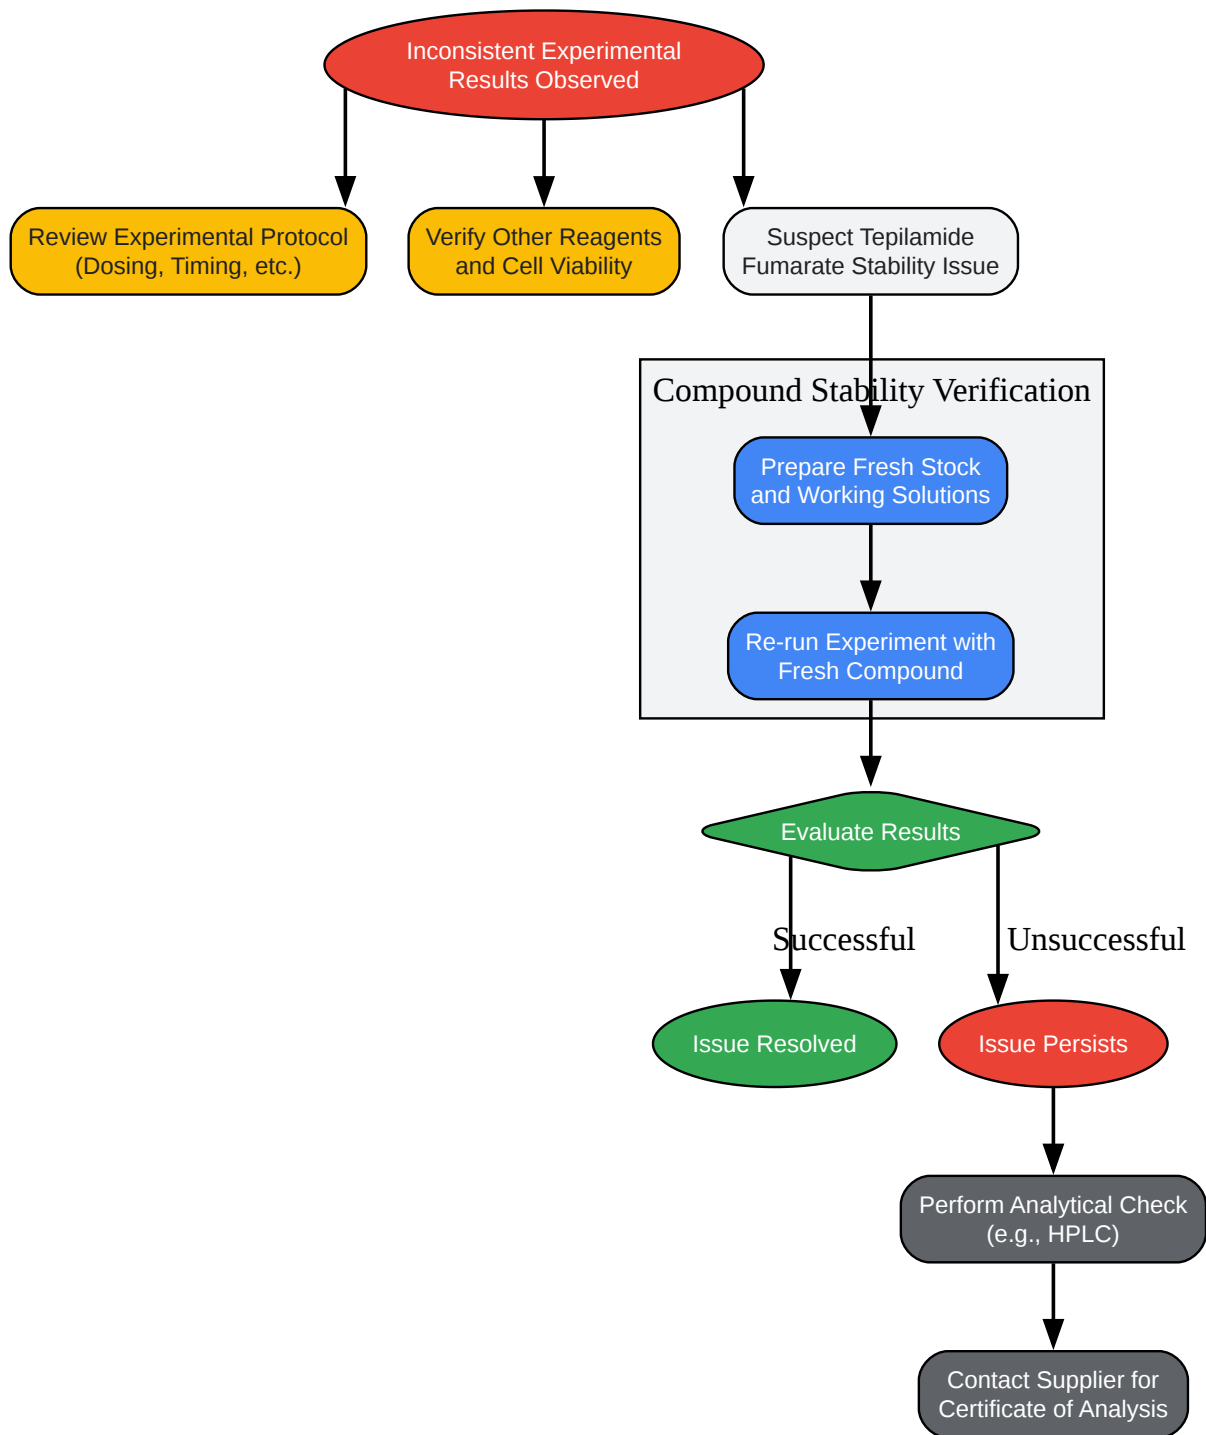 Inconsistent Experimental
Results Observed
Review Experimental Protocol
(Dosing, Timing, etc.)
Verify Other Reagents
and Cell Viability
Suspect Tepilamide
Fumarate Stability Issue
Compound Stability Verification
Prepare Fresh Stock
and Working Solutions
Re-run Experiment with
Fresh Compound
Evaluate Results
Successful
Unsuccessful
Issue Resolved
Issue Persists
Perform Analytical Check
(e.g., HPLC)
Contact Supplier for
Certificate of Analysis